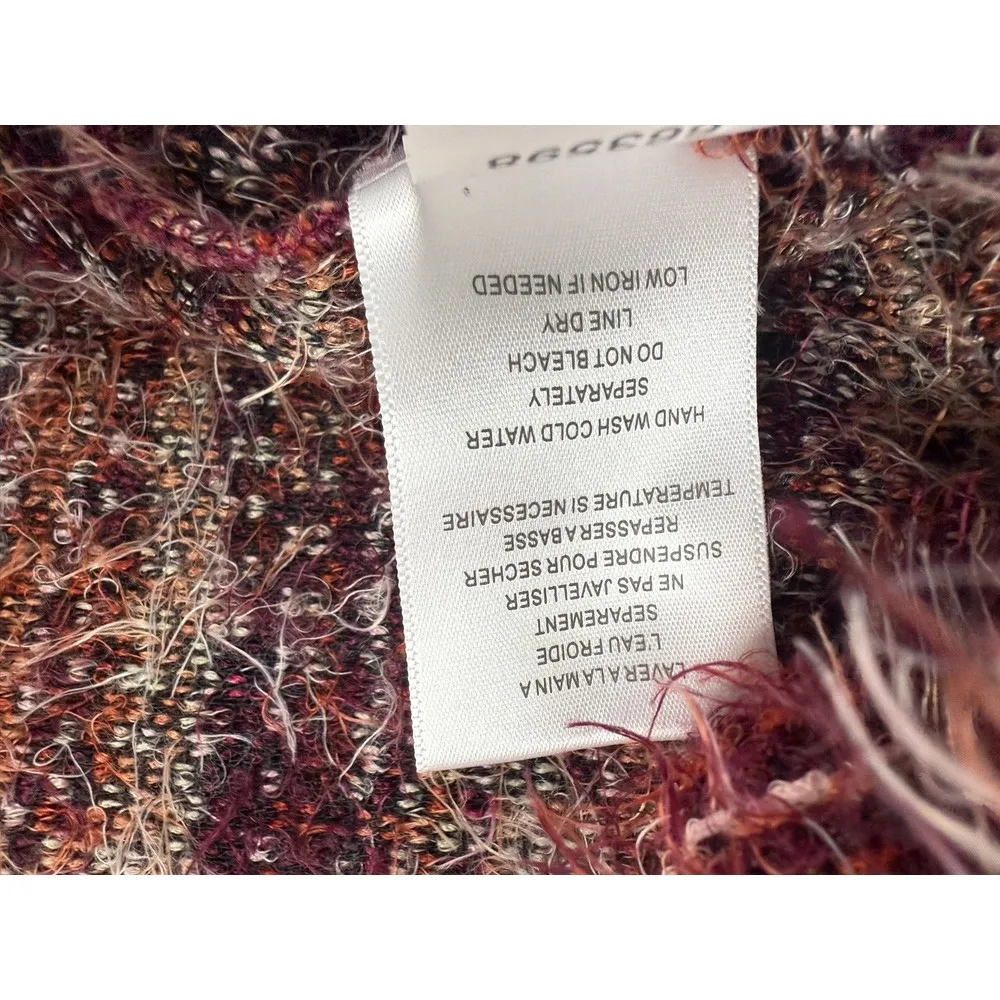 LAVER A LA MAIN A
L'EAU FROIDE
SEPAREMENT
NE PAS JAVELLISER
SUSPENDRE POUR SECHER
REPASSER A BASSE
TEMPERATURE SI NECESSAIRE
HAND WASH COLD WATER
SEPARATELY
DO NOT BLEACH
LINE DRY
LOW IRON IF NEEDED